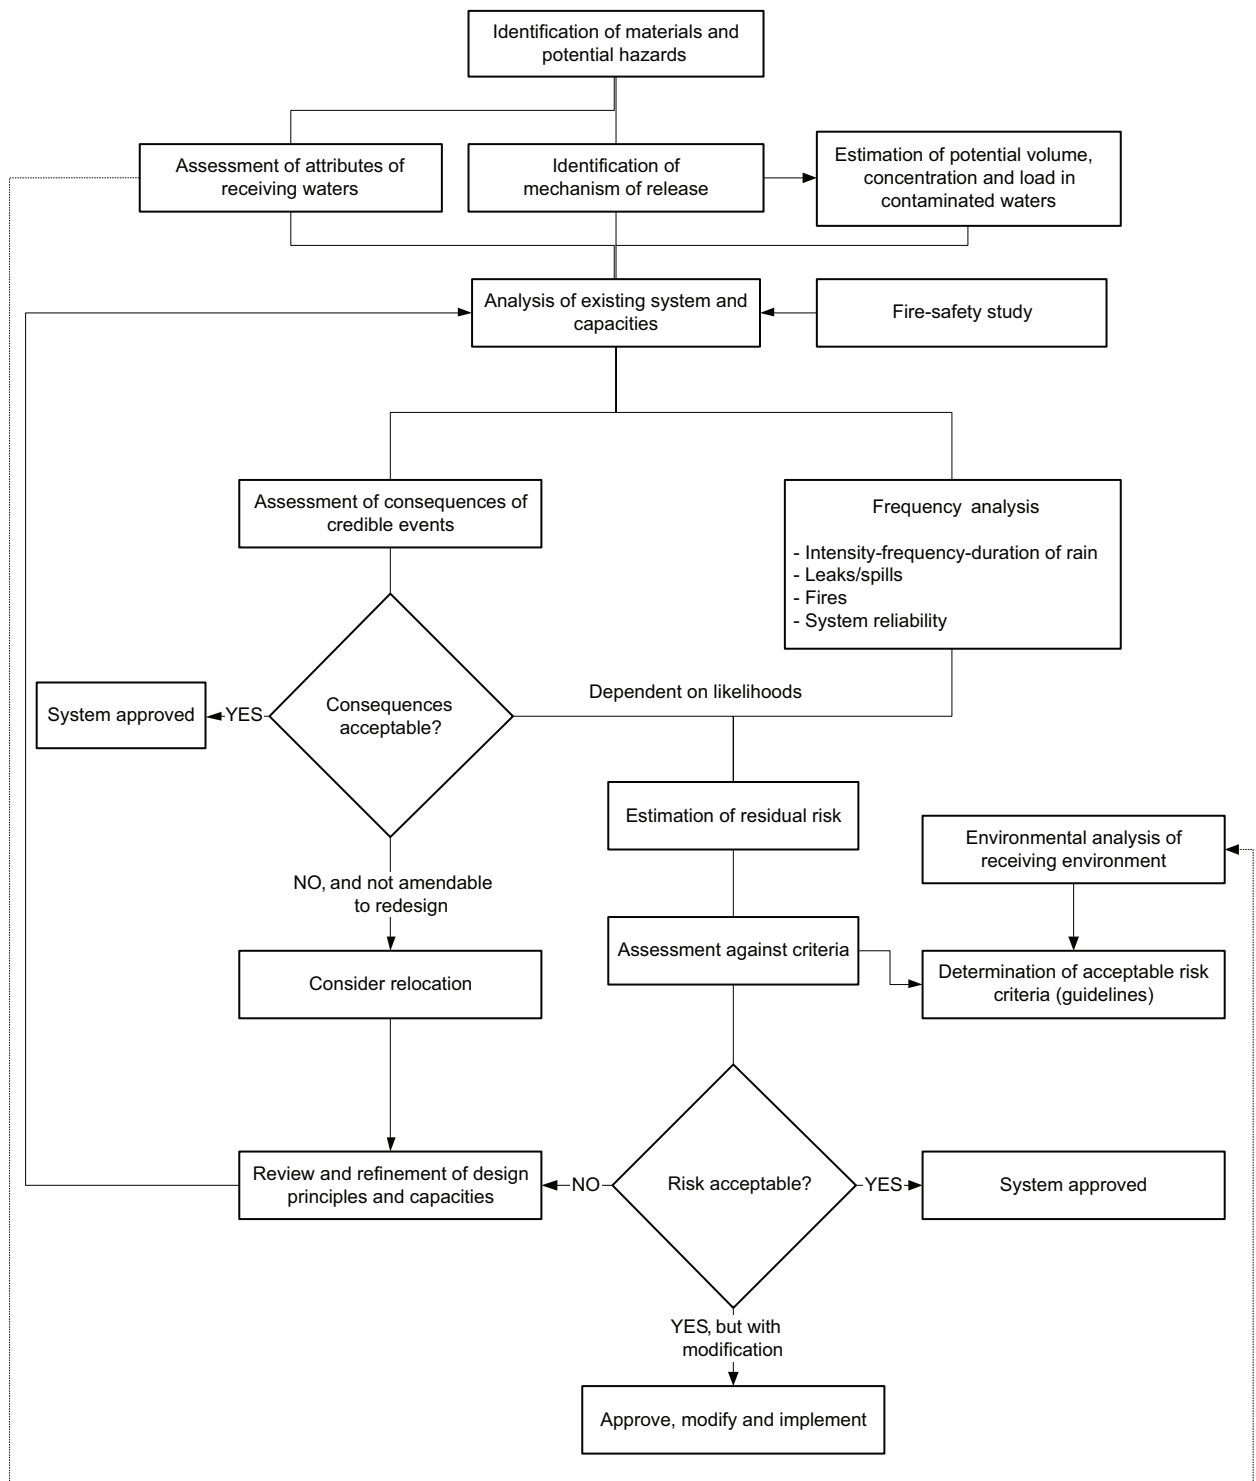 Identification of materials and
potential hazards
Assessment of attributes of
receiving waters
Identification of
mechanism of release
Estimation of potential volume,
concentration and load in
contaminated waters
Analysis of existing system and
capacities
Fire-safety study
Assessment of consequences of
credible events
Frequency analysis
- Intensity-frequency-duration of rain
- Leaks/spills
- Fires
- System reliability
Dependent on likelihoods
System approved
YES
Consequences
acceptable?
Estimation of residual risk
Environmental analysis of
receiving environment
NO, and not amendable
to redesign
Assessment against criteria
Consider relocation
Determination of acceptable risk
criteria (guidelines)
Review and refinement of design
principles and capacities
NO
Risk acceptable?
YES
System approved
YES, but with
modification
Approve, modify and implement